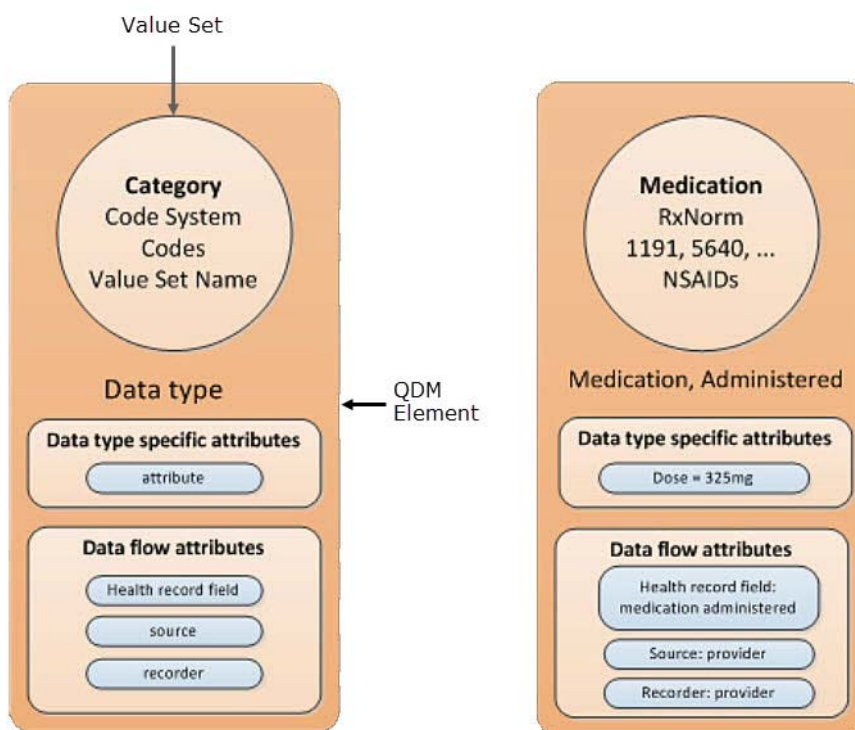 Value Set
Category
Code System
Codes
Value Set Name
Data type
QDM
Element
Data type specific attributes
attribute
Data flow attributes
Health record field
source
recorder
Medication
RxNorm
1191, 5640, ...
NSAIDs
Medication, Administered
Data type specific attributes
Dose = 325mg
Data flow attributes
Health record field:
medication administered
Source: provider
Recorder: provider